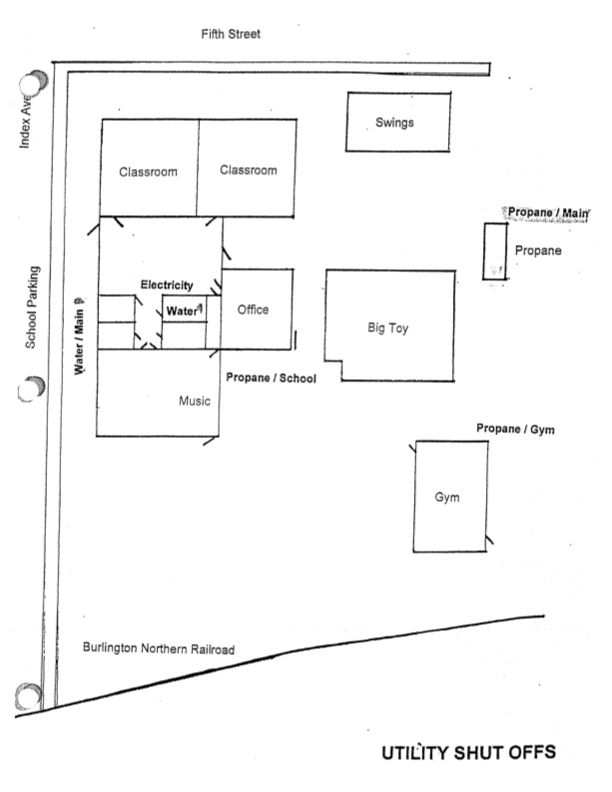 Fifth Street
Index Ave
Swings
Classroom
Classroom
Propane / Main
Propane
School Parking
Water / Main
Electricity
Water
Office
Big Toy
Propane / School
Music
Propane / Gym
Gym
Burlington Northern Railroad
UTILITY SHUT OFFS